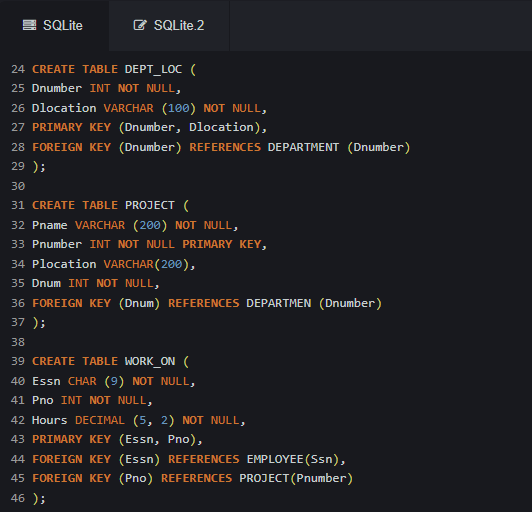 SQLite SQLite.2
24 CREATE TABLE DEPT_LOC (
25 Dnumber INT NOT NULL,
26 Dlocation VARCHAR (100) NOT NULL,
27 PRIMARY KEY (Dnumber, Dlocation),
28 FOREIGN KEY (Dnumber) REFERENCES DEPARTMENT (Dnumber)
29 );
30
31 CREATE TABLE PROJECT (
32 Pname VARCHAR (200) NOT NULL,
33 Pnumber INT NOT NULL PRIMARY KEY,
34 Plocation VARCHAR(200),
35 Dnum INT NOT NULL,
36 FOREIGN KEY (Dnum) REFERENCES DEPARTMEN (Dnumber)
37 );
38
39 CREATE TABLE WORK_ON (
40 Essn CHAR (9) NOT NULL,
41 Pno INT NOT NULL,
42 Hours DECIMAL (5, 2) NOT NULL,
43 PRIMARY KEY (Essn, Pno),
44 FOREIGN KEY (Essn) REFERENCES EMPLOYEE(Ssn),
45 FOREIGN KEY (Pno) REFERENCES PROJECT(Pnumber)
46 );